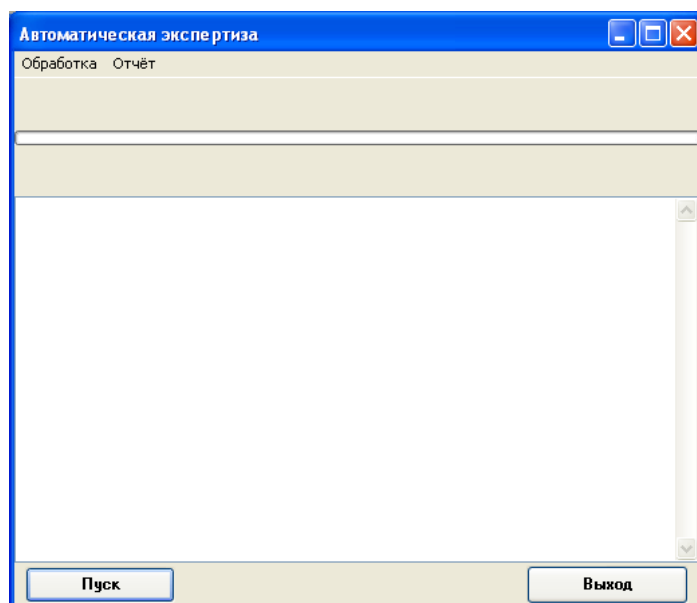 Автоматическая экспертиза
Обработка Отчёт
Пуск Выход